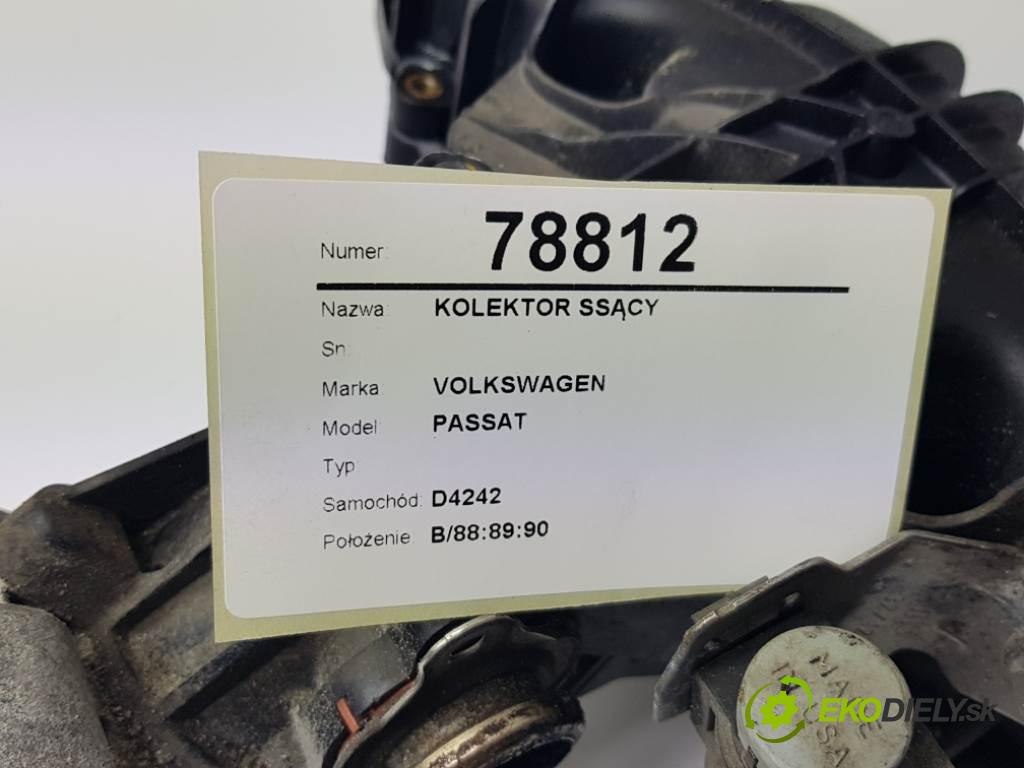 Numer: 78812
Nazwa: KOLEKTOR SSĄCY
Sn:
Marka: VOLKSWAGEN
Model: PASSAT
Typ
Samochód: D4242
Położenie B/88:89:90
MADE
EKODIELY.sk